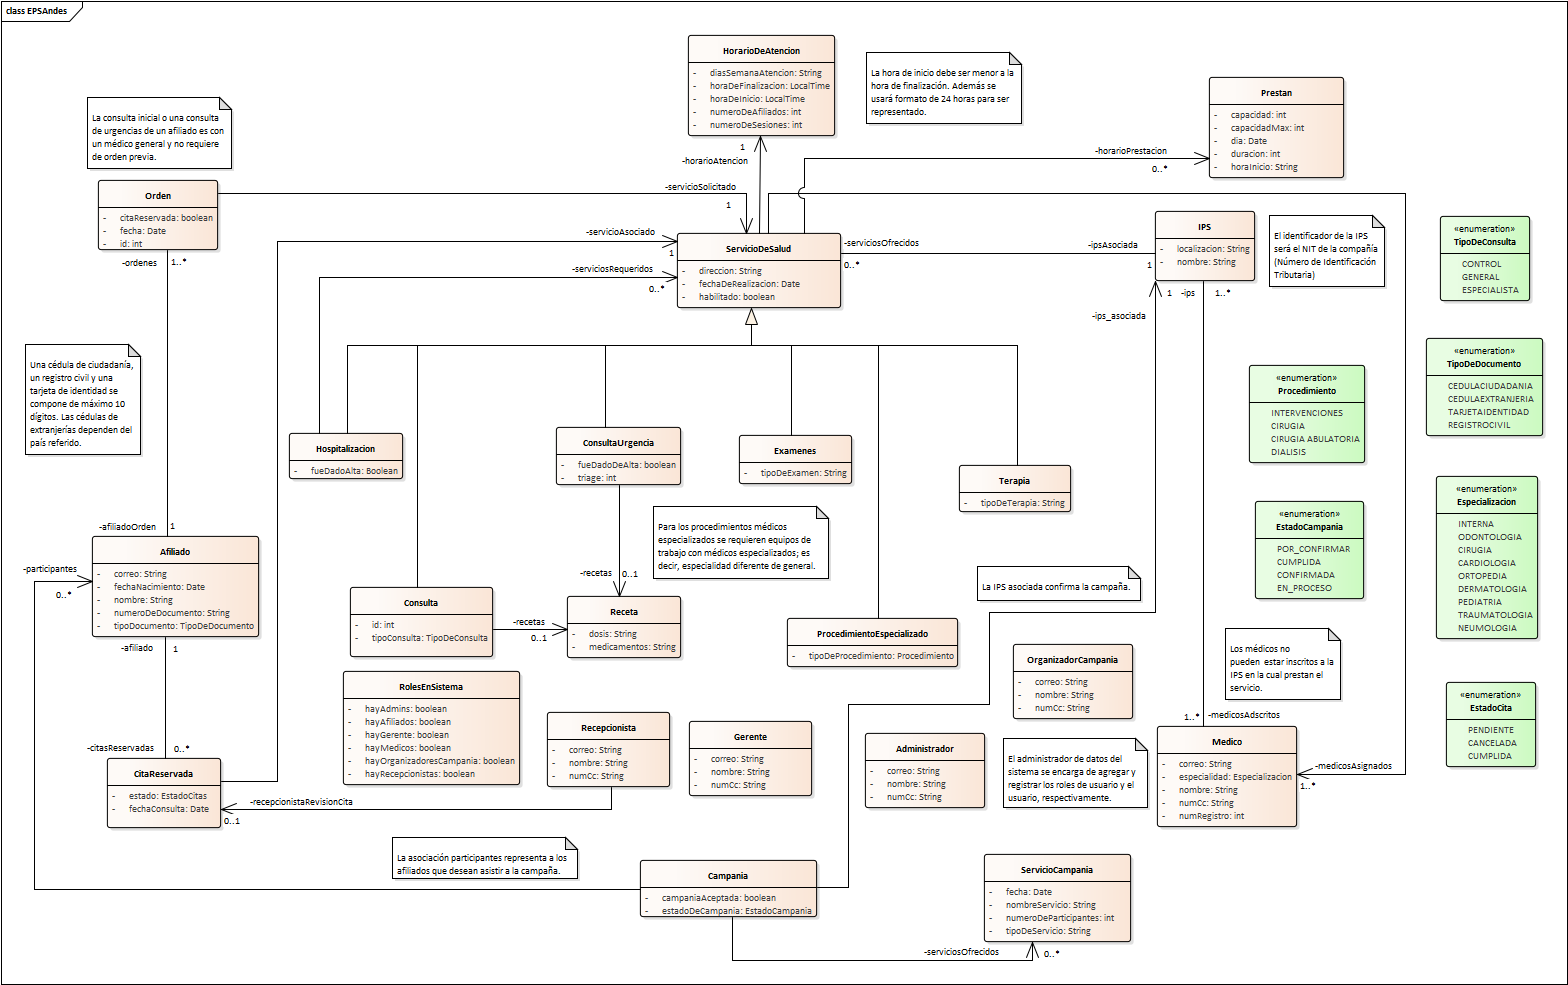 class EPSAndes
HorarioDeAtencion
- diasSemanaAtencion: String
- horaDeFinalizacion: LocalTime
- horaDeInicio: LocalTime
- numeroDeAfiliados: int
- numeroDeSesiones: int
La hora de inicio debe ser menor a la
hora de finalización. Además se
usará formato de 24 horas para ser
representado.
Prestan
- capacidad: int
- capacidadMax: int
- dia: Date
- duracion: int
- horaInicio: String
La consulta inicial o una consulta
de urgencias de un afiliado es con
un médico general y no requiere
de orden previa.
1
-horarioAtencion
-horarioPrestacion
0..*
Orden
- citaReservada: boolean
- fecha: Date
- id: int
-servicioSolicitado
1
-ordenes
1..*
-servicioAsociado
1
-serviciosRequeridos
0..*
ServicioDeSalud
- direccion: String
- fechaDeRealizacion: Date
- habilitado: boolean
-serviciosOfrecidos
0..*
-ipsAsociada
1
IPS
- localizacion: String
- nombre: String
El identificador de la IPS
será el NIT de la compañía
(Número de Identificación
Tributaria)
«enumeration»
TipoDeConsulta
CONTROL
GENERAL
ESPECIALISTA
1
-ips
1..*
-ips_asociada
Una cédula de ciudadanía,
un registro civil y una
tarjeta de identidad se
compone de máximo 10
dígitos. Las cédulas de
extranjerías dependen del
país referido.
«enumeration»
TipoDeDocumento
CEDULACIUDADANIA
CEDULAEXTRANJERIA
TARJETAIDENTIDAD
REGISTROCIVIL
«enumeration»
Procedimiento
INTERVENCIONES
CIRUGIA
CIRUGIA ABULATORIA
DIALISIS
Hospitalizacion
- fueDadoAlta: Boolean
ConsultaUrgencia
- fueDadoDeAlta: boolean
- triage: int
Examenes
- tipoDeExamen: String
Terapia
- tipoDeTerapia: String
«enumeration»
Especializacion
INTERNA
ODONTOLOGIA
CIRUGIA
CARDIOLOGIA
ORTOPEDIA
DERMATOLOGIA
PEDIATRIA
TRAUMATOLOGIA
NEUMOLOGIA
«enumeration»
EstadoCampania
POR_CONFIRMAR
CUMPLIDA
CONFIRMADA
EN_PROCESO
Para los procedimientos médicos
especializados se requieren equipos de
trabajo con médicos especializados; es
decir, especialidad diferente de general.
-afiliadoOrden
1
Afiliado
- correo: String
- fechaNacimiento: Date
- nombre: String
- numeroDeDocumento: String
- tipoDocumento: TipoDeDocumento
-participantes
0..*
-afiliado
1
-recetas
0..1
La IPS asociada confirma la campaña.
Consulta
- id: int
- tipoConsulta: TipoDeConsulta
-recetas
0..1
Receta
- dosis: String
- medicamentos: String
ProcedimientoEspecializado
- tipoDeProcedimiento: Procedimiento
OrganizadorCampania
- correo: String
- nombre: String
- numCc: String
Los médicos no
pueden estar inscritos a la
IPS en la cual prestan el
servicio.
RolesEnSistema
- hayAdmins: boolean
- hayAfiliados: boolean
- hayGerente: boolean
- hayMedicos: boolean
- hayOrganizadoresCampania: boolean
- hayRecepcionistas: boolean
«enumeration»
EstadoCita
PENDIENTE
CANCELADA
CUMPLIDA
Recepcionista
- correo: String
- nombre: String
- numCc: String
Gerente
- correo: String
- nombre: String
- numCc: String
Administrador
- correo: String
- nombre: String
- numCc: String
El administrador de datos del
sistema se encarga de agregar y
registrar los roles de usuario y el
usuario, respectivamente.
1..*
-medicosAdscritos
Medico
- correo: String
- especialidad: Especializacion
- nombre: String
- numCc: String
- numRegistro: int
-medicosAsignados
1..*
-citasReservadas
0..*
CitaReservada
- estado: EstadoCitas
- fechaConsulta: Date
-recepcionistaRevisionCita
0..1
La asociación participantes representa a los
afiliados que desean asistir a la campaña.
Campania
- campaniaAceptada: boolean
- estadoDeCampania: EstadoCampania
ServicioCampania
- fecha: Date
- nombreServicio: String
- numeroDeParticipantes: int
- tipoDeServicio: String
-serviciosOfrecidos
0..*